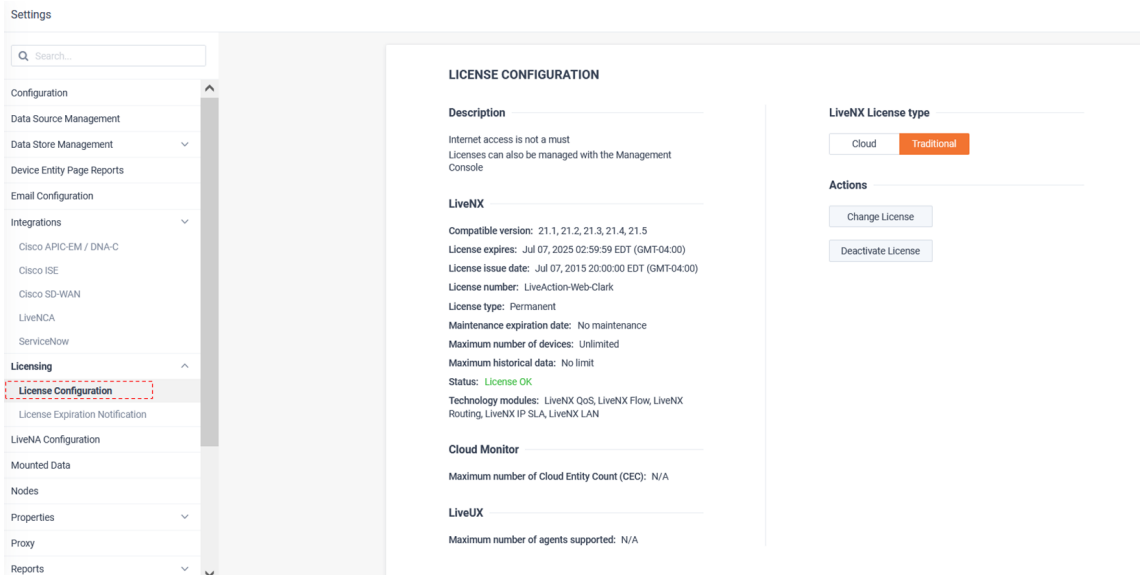 Settings
Search...
Configuration
Data Source Management
Data Store Management
Device Entity Page Reports
Email Configuration
Integrations
Cisco APIC-EM / DNA-C
Cisco ISE
Cisco SD-WAN
LiveNCA
ServiceNow
Licensing
License Configuration
License Expiration Notification
LiveNA Configuration
Mounted Data
Nodes
Properties
Proxy
Reports
LICENSE CONFIGURATION
Description
Internet access is not a must
Licenses can also be managed with the Management
Console
LiveNX
Compatible version: 21.1, 21.2, 21.3, 21.4, 21.5
License expires: Jul 07, 2025 02:59:59 EDT (GMT-04:00)
License issue date: Jul 07, 2015 20:00:00 EDT (GMT-04:00)
License number: LiveAction-Web-Clark
License type: Permanent
Maintenance expiration date: No maintenance
Maximum number of devices: Unlimited
Maximum historical data: No limit
Status: License OK
Technology modules: LiveNX QoS, LiveNX Flow, LiveNX
Routing, LiveNX IP SLA, LiveNX LAN
Cloud Monitor
Maximum number of Cloud Entity Count (CEC): N/A
LiveUX
Maximum number of agents supported: N/A
LiveNX License type
Cloud Traditional
Actions
Change License
Deactivate License